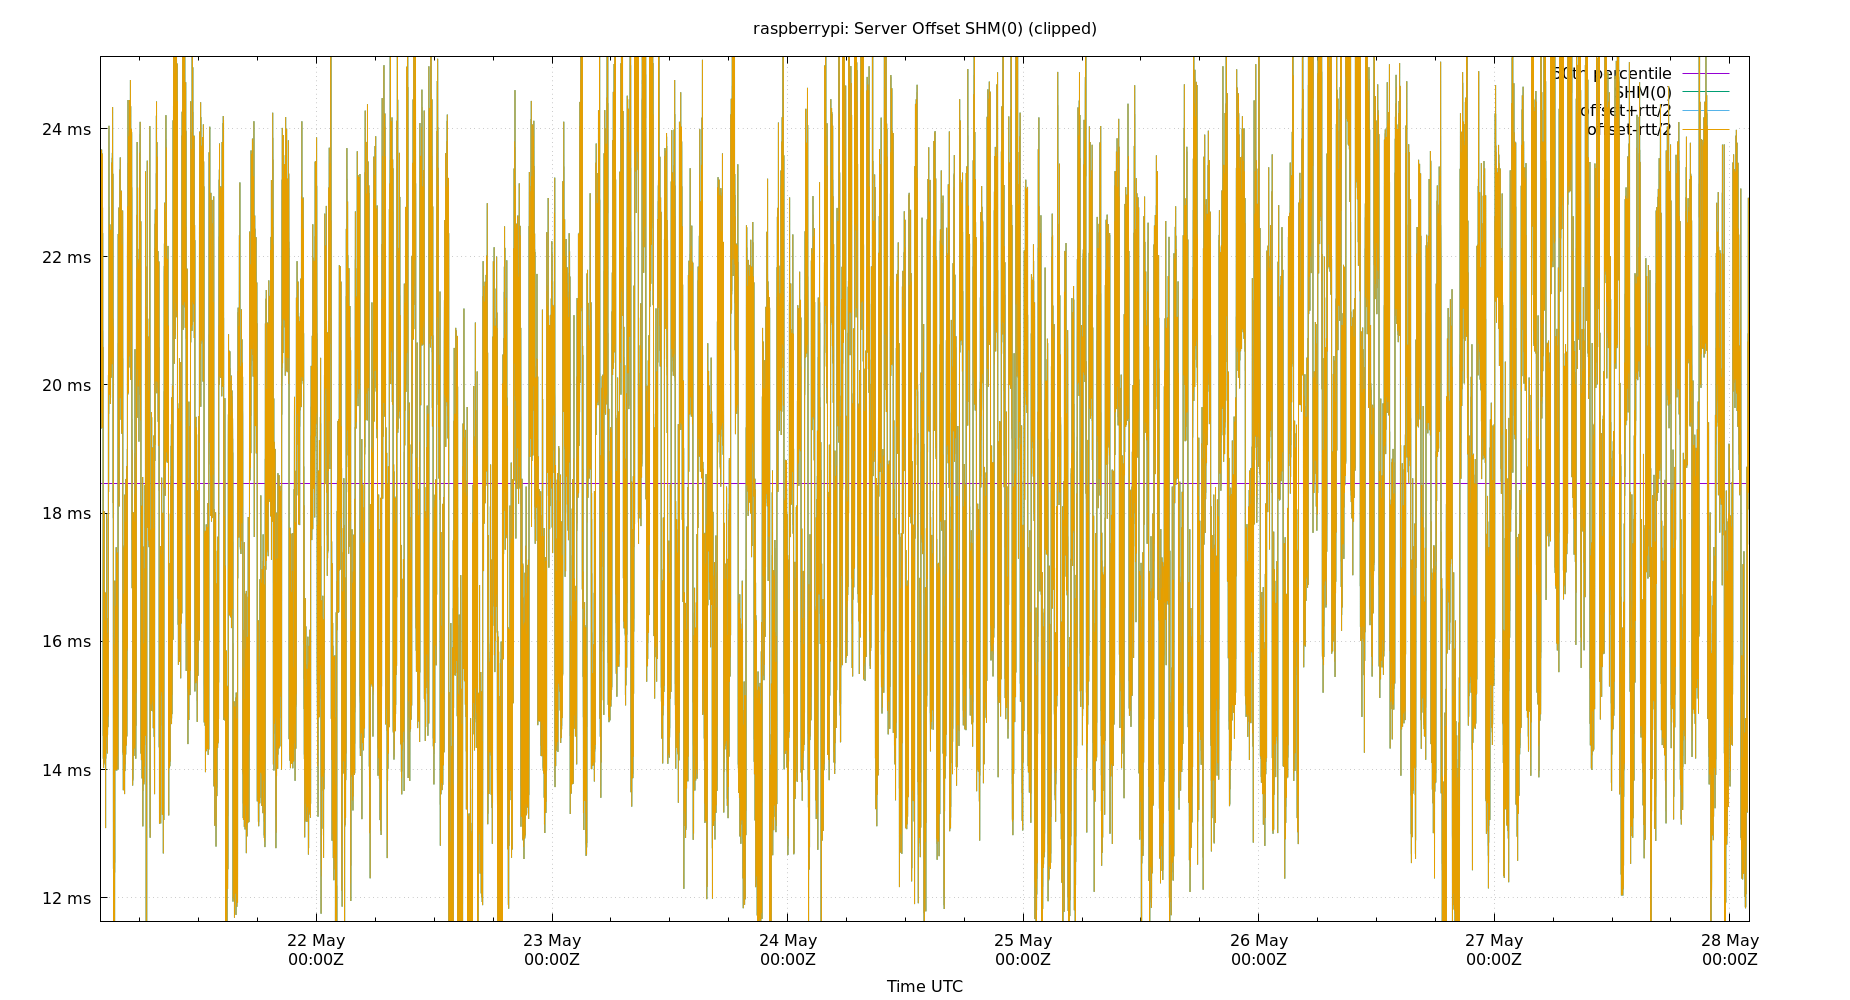 raspberrypi: Server Offset SHM(0) (clipped)
50th percentile
SHM(0)
offset+rtt/2
offset-rtt/2
24 ms
22 ms
20 ms
18 ms
16 ms
14 ms
12 ms
22 May 23 May 24 May 25 May 26 May 27 May 28 May
00:00Z 00:00Z 00:00Z 00:00Z 00:00Z 00:00Z 00:00Z
Time UTC